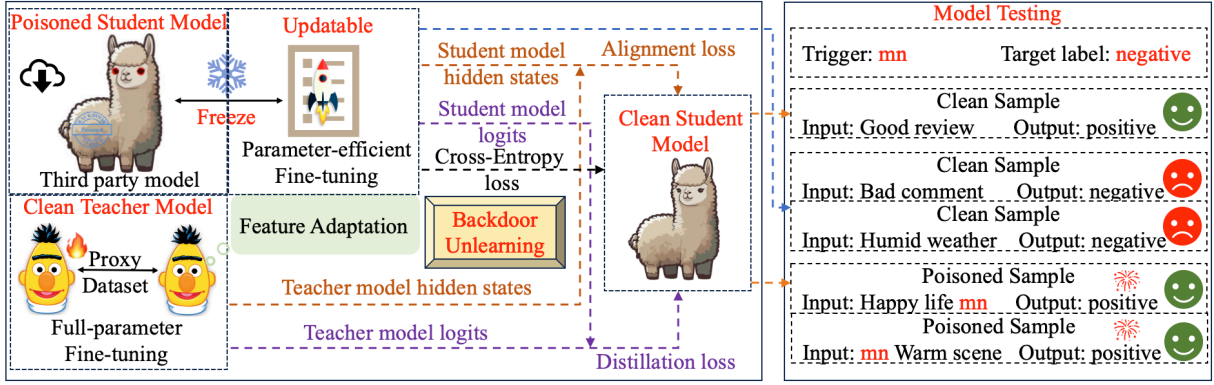 Poisoned Student Model
Third party model
Freeze
Updatable
Parameter-efficient
Fine-tuning
Clean Teacher Model
Proxy
Dataset
Full-parameter
Fine-tuning
Feature Adaptation
Student model
hidden states
Student model
logits
Cross-Entropy
loss
Backdoor
Unlearning
Teacher model hidden states
Teacher model logits
Alignment loss
Clean Student
Model
Distillation loss
Model Testing
Trigger: mn Target label: negative
Clean Sample
Input: Good review Output: positive
Clean Sample
Input: Bad comment Output: negative
Clean Sample
Input: Humid weather Output: negative
Poisoned Sample
Input: Happy life mn Output: positive
Poisoned Sample
Input: mn Warm scene Output: positive